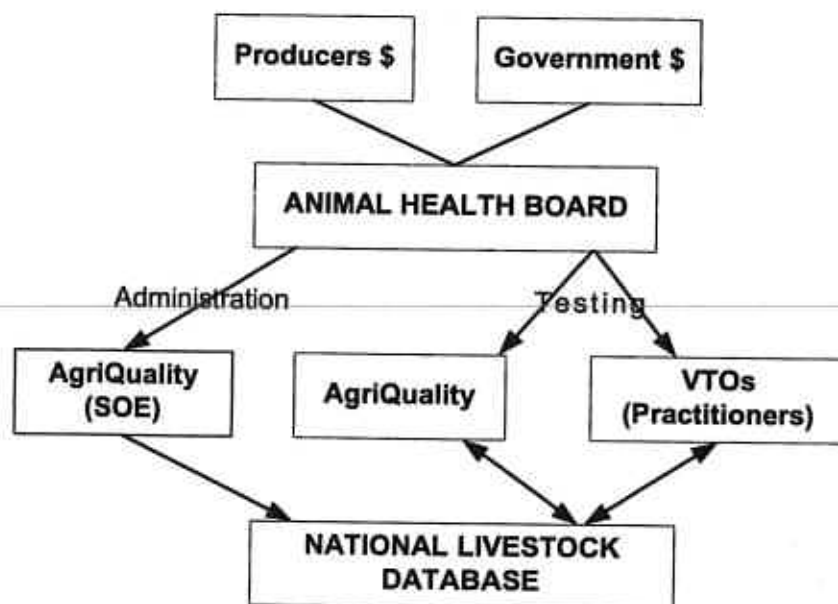 Producers $
Government $
ANIMAL HEALTH BOARD
Administration
Testing
AgriQuality
(SOE)
AgriQuality
VTOs
(Practitioners)
NATIONAL LIVESTOCK
DATABASE